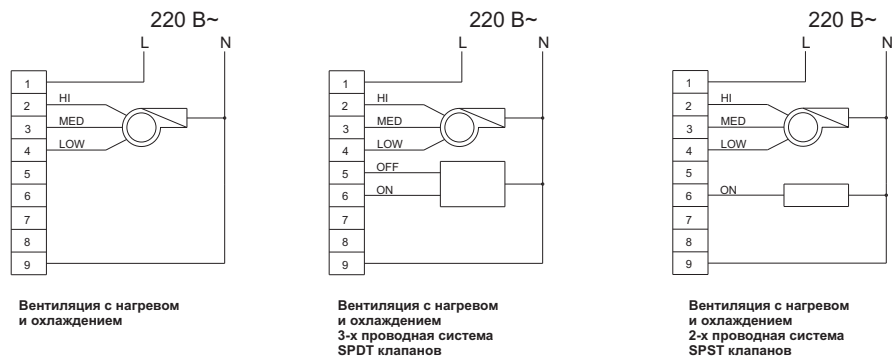 220 В~
L N
1
2 HI
3 MED
4 LOW
5
6
7
8
9
Вентиляция с нагревом
и охлаждением
220 В~
L N
1
2 HI
3 MED
4 LOW
5 OFF
6 ON
7
8
9
Вентиляция с нагревом
и охлаждением
3-х проводная система
SPDT клапанов
220 В~
L N
1
2 HI
3 MED
4 LOW
5
6 ON
7
8
9
Вентиляция с нагревом
и охлаждением
2-х проводная система
SPST клапанов